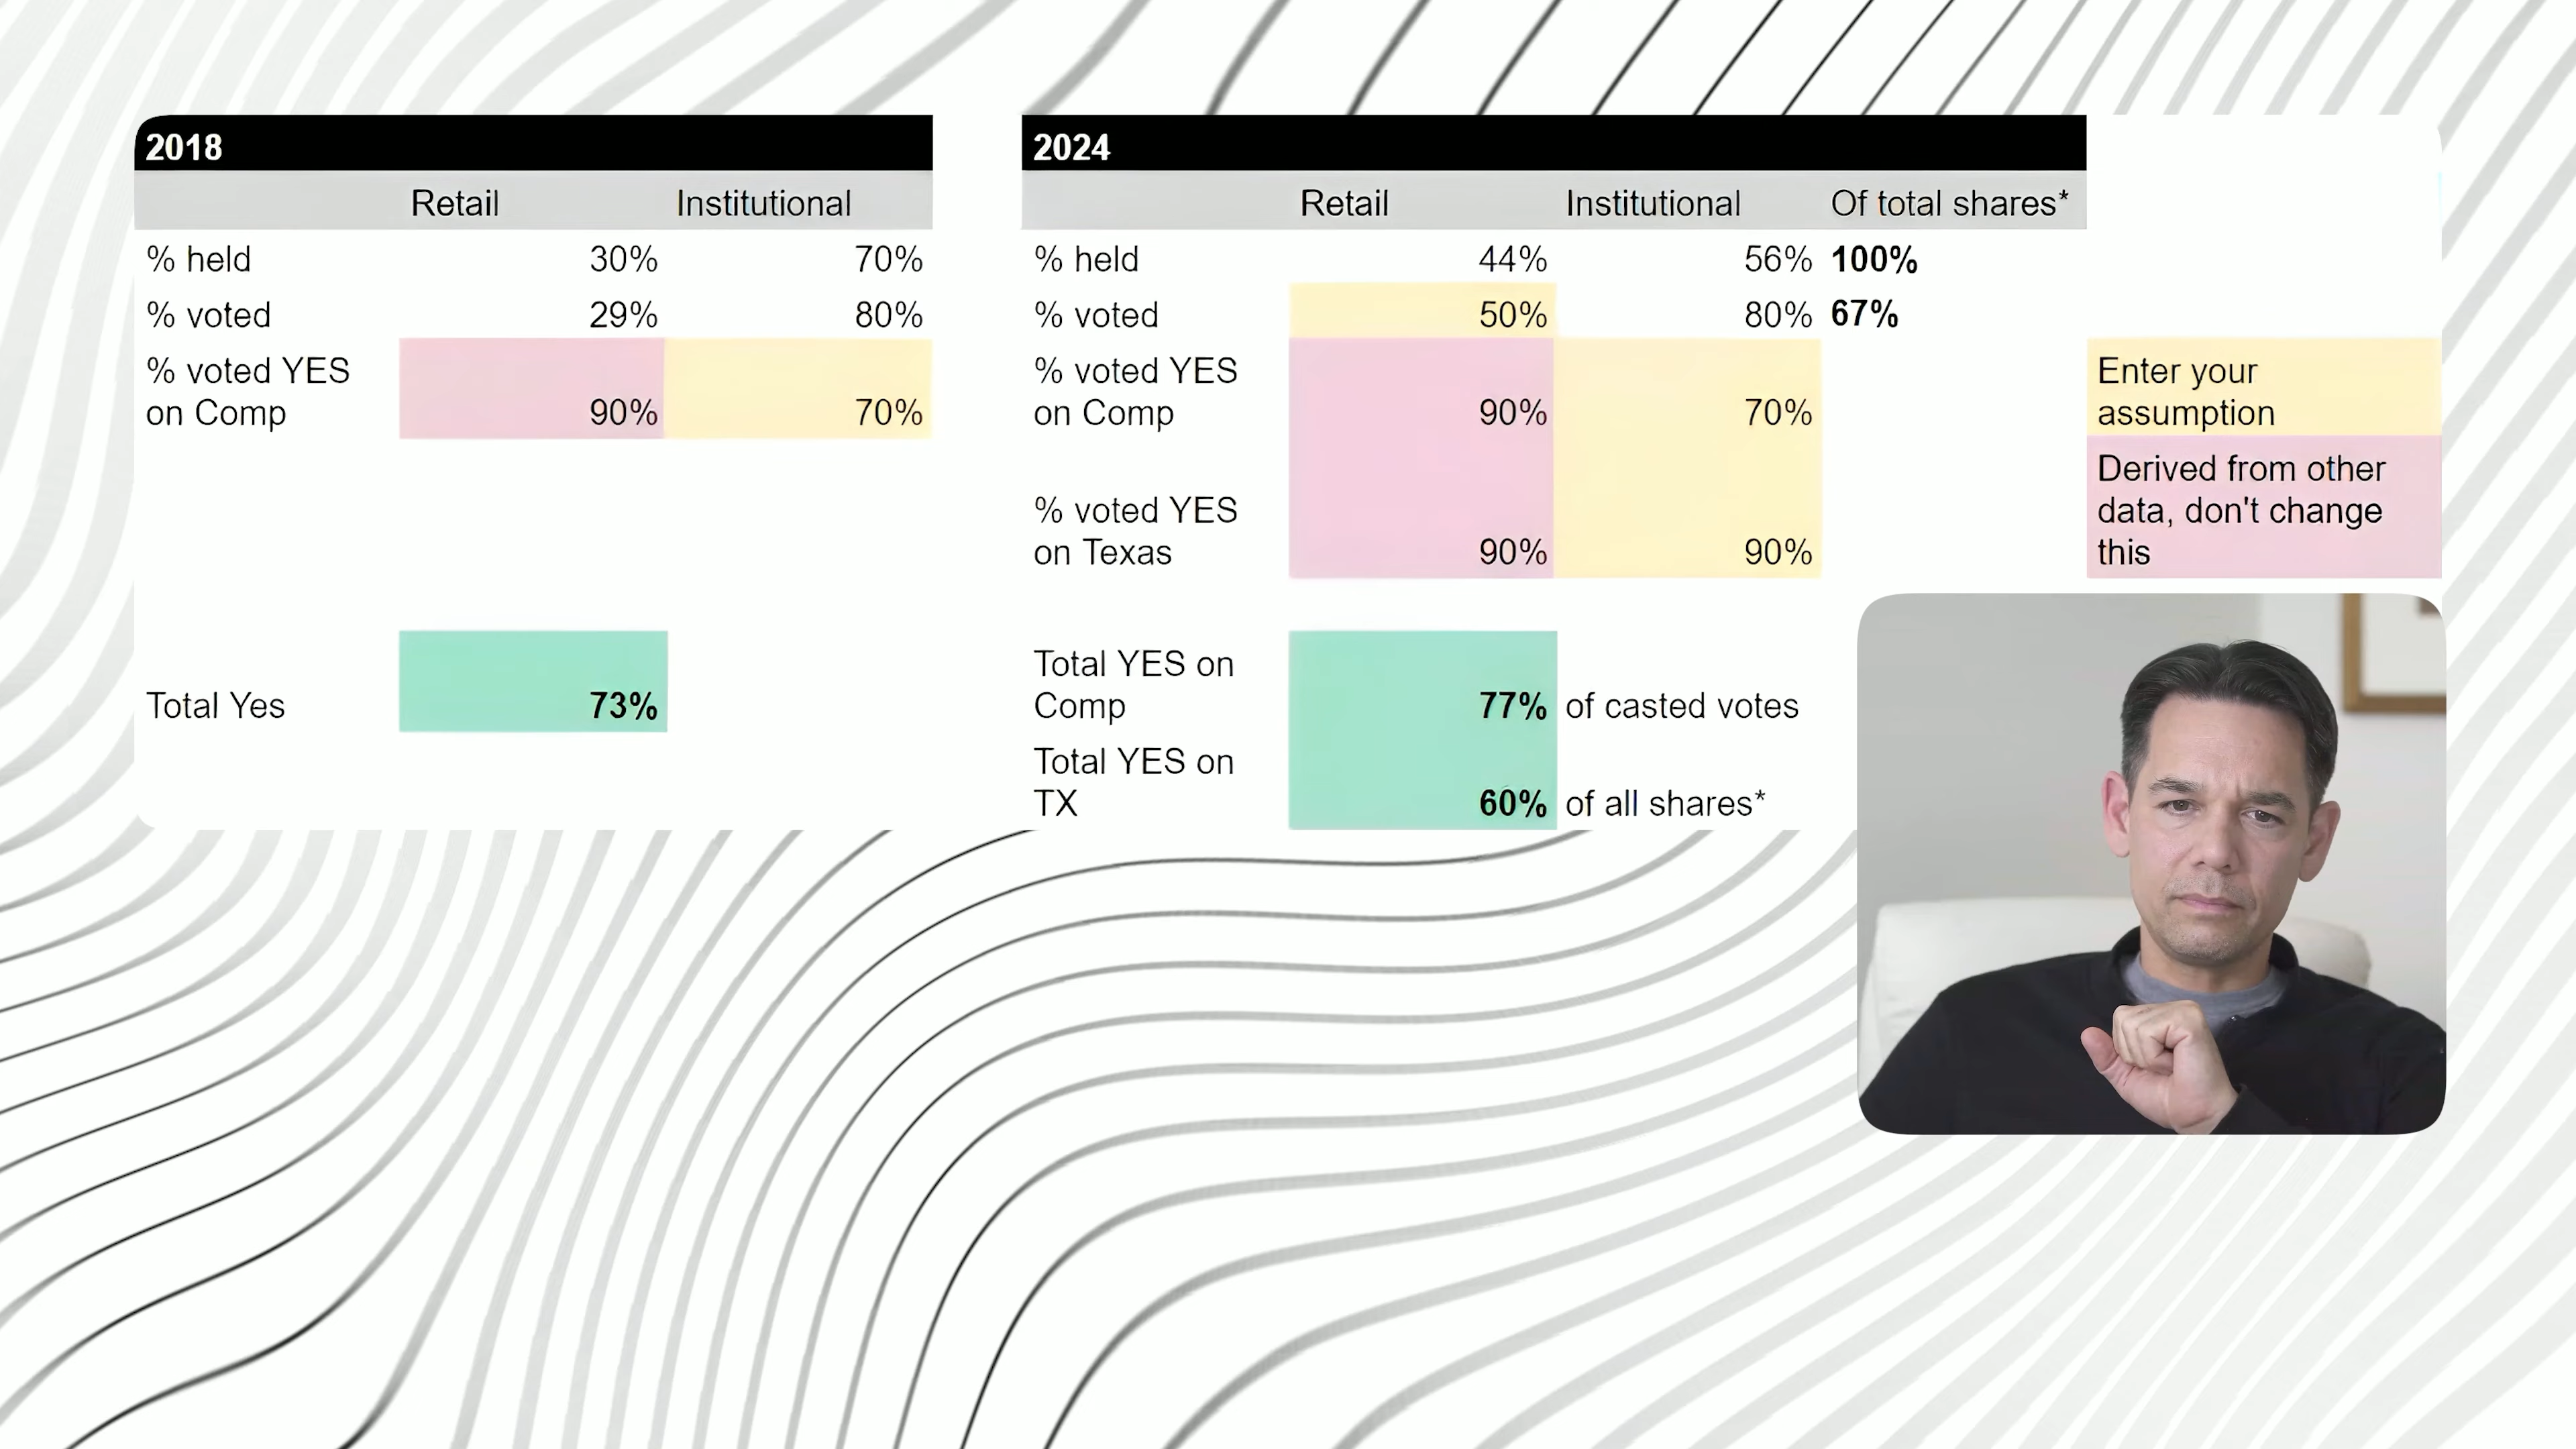 2018
Retail Institutional
% held 30% 70%
% voted 29% 80%
% voted YES
on Comp 90% 70%
Total Yes 73%
2024
Retail Institutional Of total shares*
% held 44% 56% 100%
% voted 50% 80% 67%
% voted YES
on Comp 90% 70%
% voted YES
on Texas 90% 90%
Total YES on
Comp 77% of casted votes
Total YES on
TX 60% of all shares*
Enter your
assumption
Derived from other
data, don't change
this